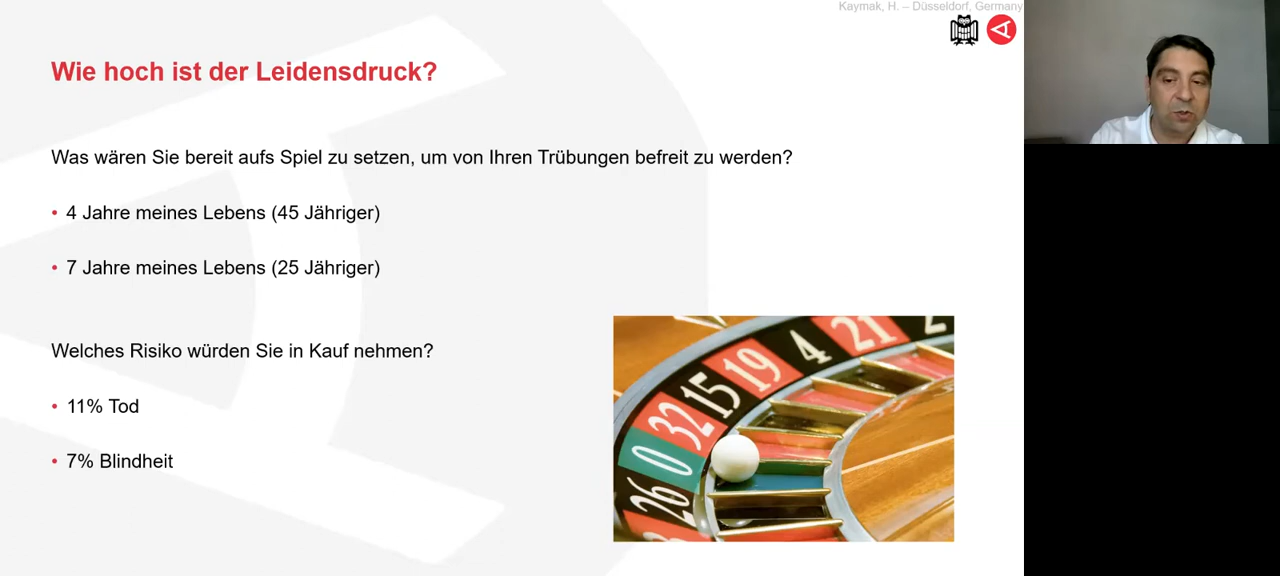 Kaymak, H. – Düsseldorf, Germany
Wie hoch ist der Leidensdruck?
Was wären Sie bereit aufs Spiel zu setzen, um von Ihren Trübungen befreit zu werden?
• 4 Jahre meines Lebens (45 Jähriger)
• 7 Jahre meines Lebens (25 Jähriger)
Welches Risiko würden Sie in Kauf nehmen?
• 11% Tod
• 7% Blindheit
26 0 32 15 19 4 21 2